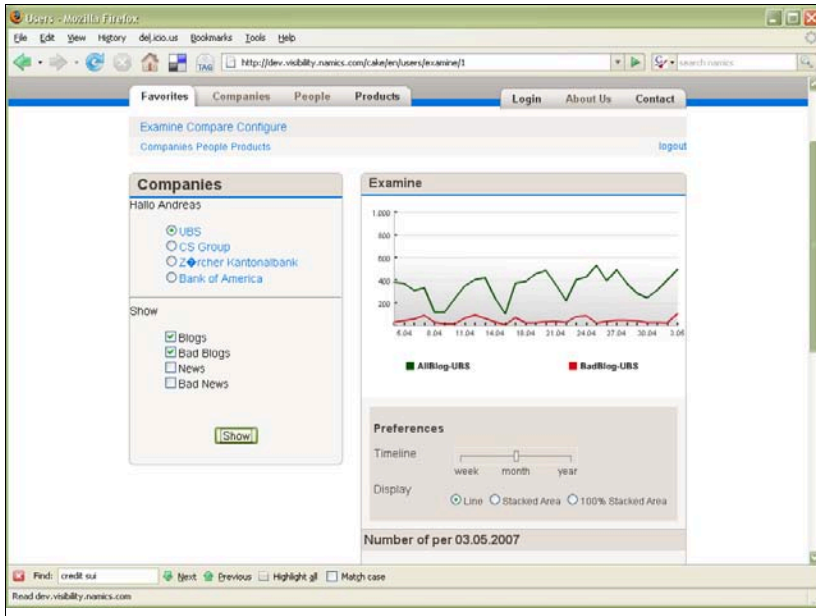 Users - Mozilla Firefox
File Edit View History del.icio.us Bookmarks Tools Help
TAG http://dev.visibility.namics.com/cake/en/users/examine/1 search namics
Favorites Companies People Products Login About Us Contact
Examine Compare Configure
Companies People Products logout
Companies
Hallo Andreas
UBS
CS Group
Z�rcher Kantonalbank
Bank of America
Show
Blogs
Bad Blogs
News
Bad News
Show
Examine
1.000
800
600
400
200
6.04 8.04 11.04 14.04 18.04 21.04 24.04 27.04 30.04 3.05
AllBlog-UBS BadBlog-UBS
Preferences
Timeline
week month year
Display
Line Stacked Area 100% Stacked Area
Number of per 03.05.2007
Find: credit sui Next Previous Highlight all Match case
Read dev.visibility.namics.com